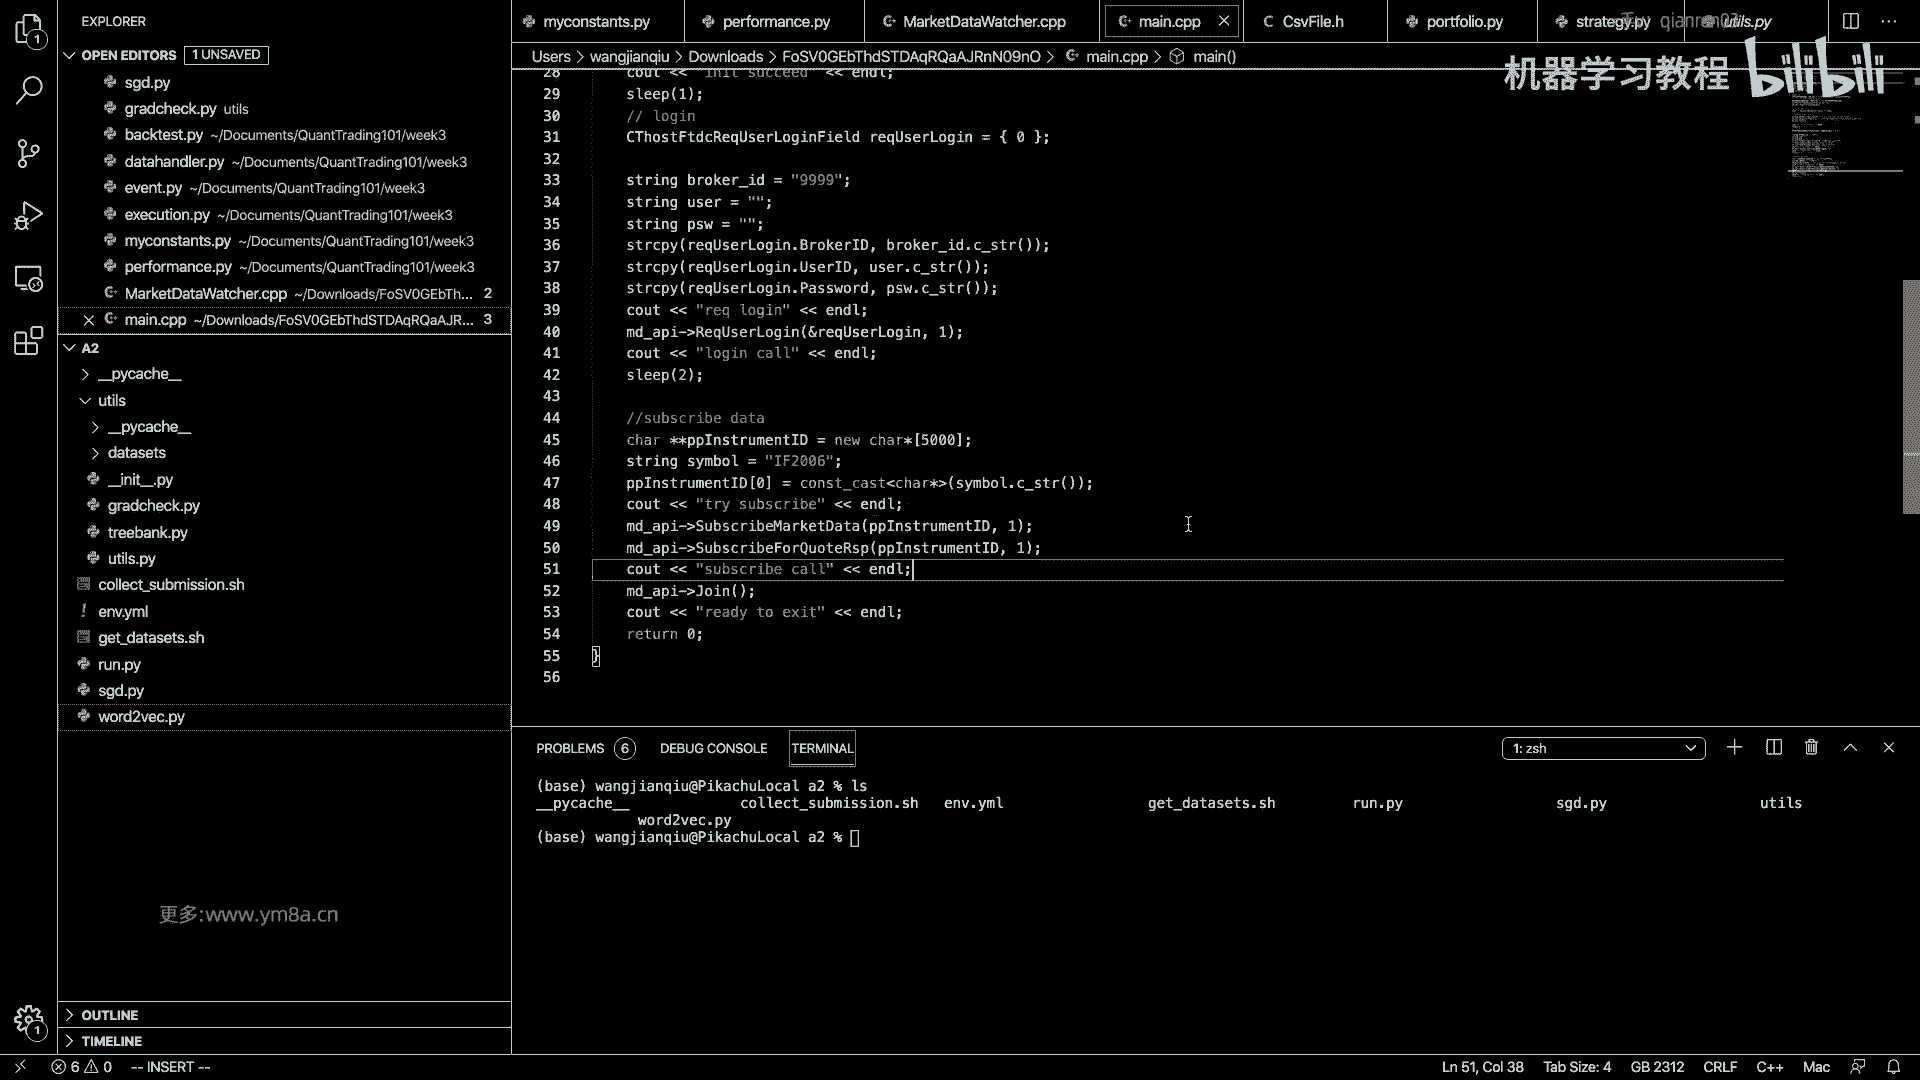 EXPLORER
OPEN EDITORS 1 UNSAVED
sgd.py
gradcheck.py utils
backtest.py ~/Documents/QuantTrading101/week3
datahandler.py ~/Documents/QuantTrading101/week3
event.py ~/Documents/QuantTrading101/week3
execution.py ~/Documents/QuantTrading101/week3
myconstants.py ~/Documents/QuantTrading101/week3
performance.py ~/Documents/QuantTrading101/week3
MarketDataWatcher.cpp ~/Downloads/FoSV0GEbTh... 2
main.cpp ~/Downloads/FoSV0GEbThdSTDAqRQaAJR... 3
A2
__pycache__
utils
__pycache__
datasets
__init__.py
gradcheck.py
treebank.py
utils.py
collect_submission.sh
env.yml
get_datasets.sh
run.py
sgd.py
word2vec.py
更多:www.ym8a.cn
OUTLINE
TIMELINE
myconstants.py performance.py MarketDataWatcher.cpp main.cpp CsvFile.h portfolio.py strategy.py utils.py
Users > wangjianqiu > Downloads > FoSV0GEbThdSTDAqRQaAJRnN09nO > main.cpp > main()
机器学习教程 bilibili
28 cout << "init succeed" << endl;
29 sleep(1);
30 // login
31 CThostFtdcReqUserLoginField reqUserLogin = { 0 };
32
33 string broker_id = "9999";
34 string user = "";
35 string psw = "";
36 strcpy(reqUserLogin.BrokerID, broker_id.c_str());
37 strcpy(reqUserLogin.UserID, user.c_str());
38 strcpy(reqUserLogin.Password, psw.c_str());
39 cout << "req login" << endl;
40 md_api->ReqUserLogin(&reqUserLogin, 1);
41 cout << "login call" << endl;
42 sleep(2);
43
44 //subscribe data
45 char **ppInstrumentID = new char*[5000];
46 string symbol = "IF2006";
47 ppInstrumentID[0] = const_cast<char*>(symbol.c_str());
48 cout << "try subscribe" << endl;
49 md_api->SubscribeMarketData(ppInstrumentID, 1);
50 md_api->SubscribeForQuoteRsp(ppInstrumentID, 1);
51 cout << "subscribe call" << endl;
52 md_api->Join();
53 cout << "ready to exit" << endl;
54 return 0;
55 }
56
PROBLEMS 6 DEBUG CONSOLE TERMINAL 1: zsh
(base) wangjianqiu@PikachuLocal a2 % ls
__pycache__ collect_submission.sh env.yml get_datasets.sh run.py sgd.py utils
word2vec.py
(base) wangjianqiu@PikachuLocal a2 %
6 0 -- INSERT -- Ln 51, Col 38 Tab Size: 4 GB 2312 CRLF C++ Mac